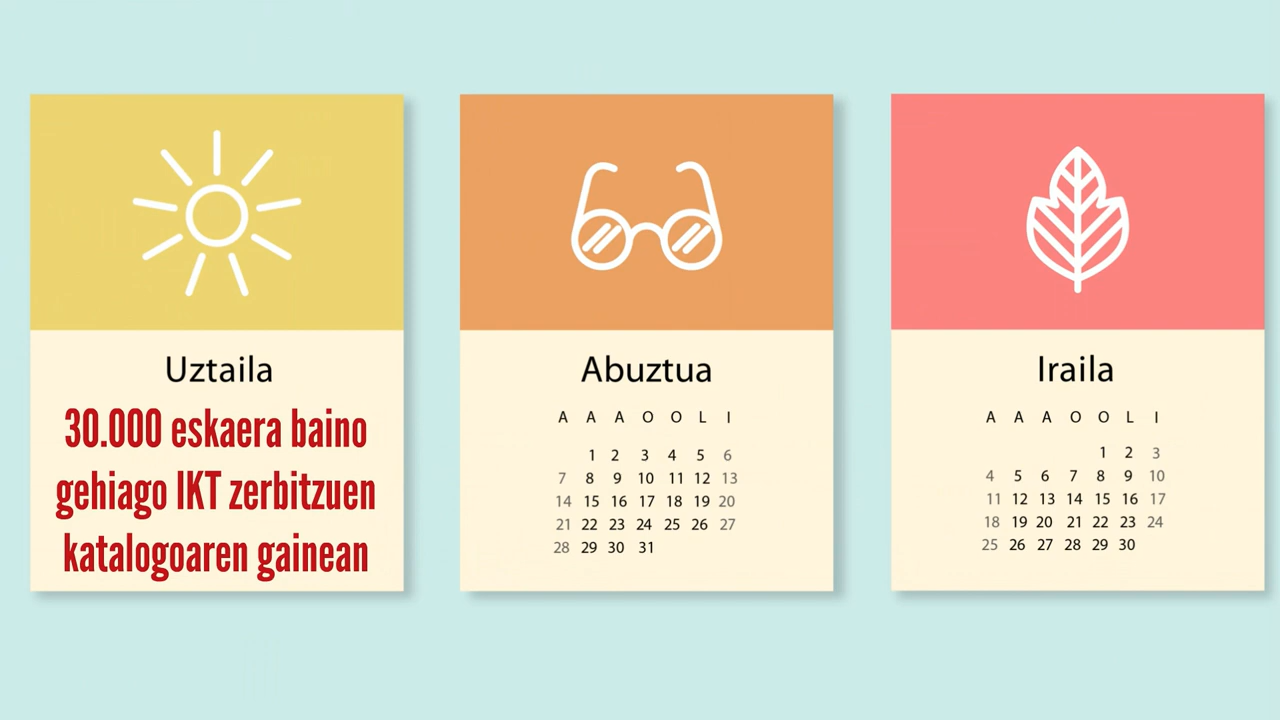 Uztaila
30.000 eskaera baino
gehiago IKT zerbitzuen
katalogoaren gainean
Abuztua
A A A O O L I
1 2 3 4 5 6
7 8 9 10 11 12 13
14 15 16 17 18 19 20
21 22 23 24 25 26 27
28 29 30 31
Iraila
A A A O O L I
1 2 3
4 5 6 7 8 9 10
11 12 13 14 15 16 17
18 19 20 21 22 23 24
25 26 27 28 29 30